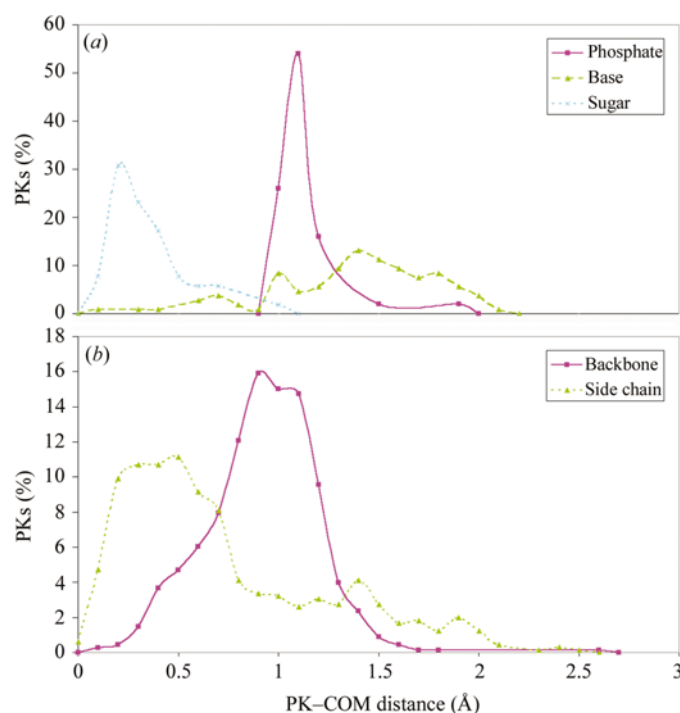 (a)
Phosphate
Base
Sugar
PKs (%)
60
50
40
30
20
10
0
(b)
Backbone
Side chain
PKs (%)
18
16
14
12
10
8
6
4
2
0
0 0.5 1 1.5 2 2.5 3
PK–COM distance (Å)